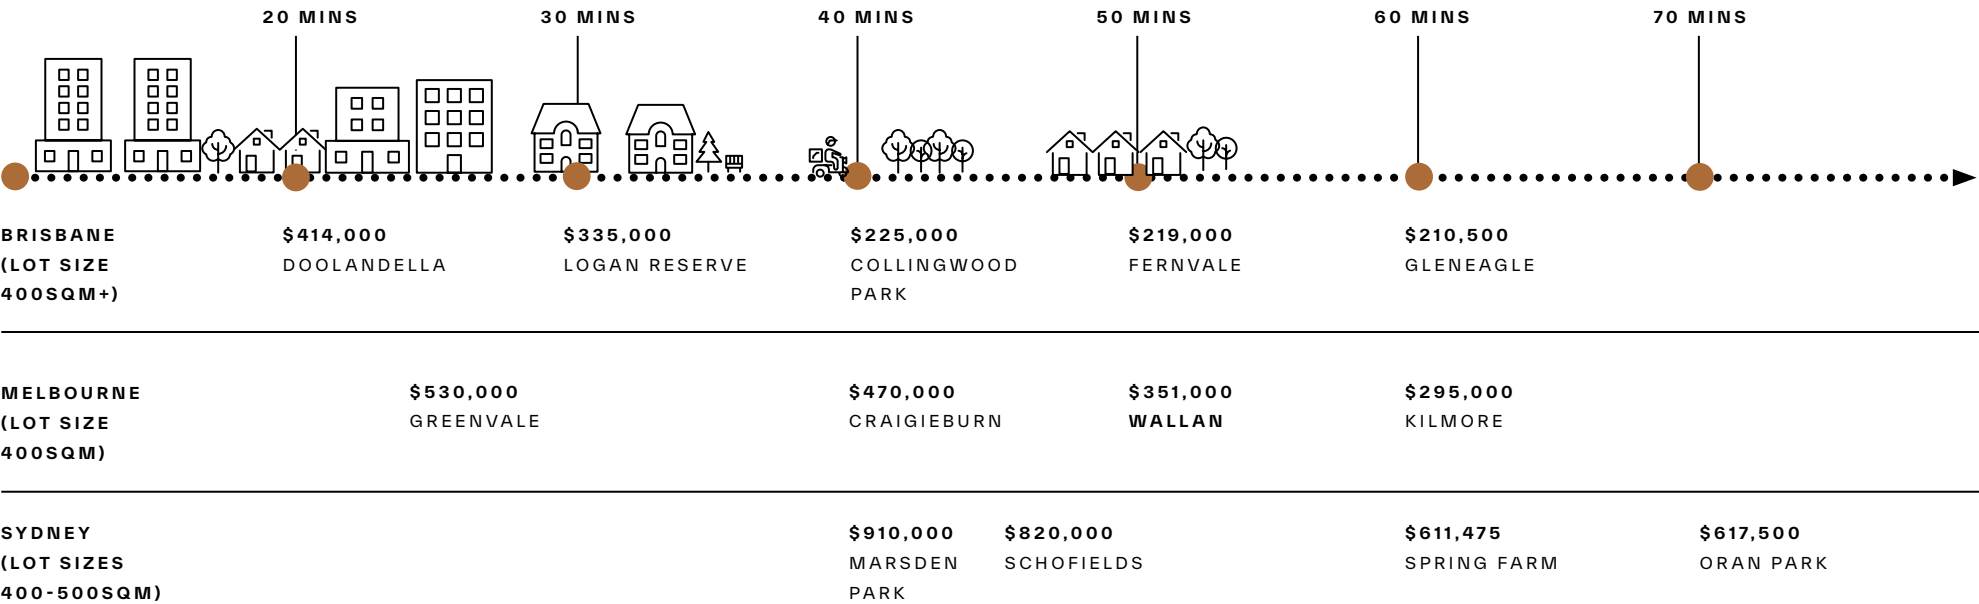 20 MINS 30 MINS 40 MINS 50 MINS 60 MINS 70 MINS
BRISBANE $414,000 $335,000 $225,000 $219,000 $210,500
(LOT SIZE DOOLANDELLA LOGAN RESERVE COLLINGWOOD FERNVALE GLENEAGLE
400SQM+) PARK
MELBOURNE $530,000 $470,000 $351,000 $295,000
(LOT SIZE GREENVALE CRAIGIEBURN WALLAN KILMORE
400SQM)
SYDNEY $910,000 $820,000 $611,475 $617,500
(LOT SIZES MARSDEN SCHOFIELDS SPRING FARM ORAN PARK
400-500SQM) PARK